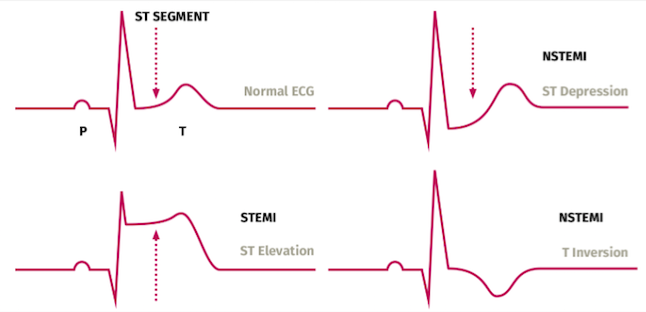 ST SEGMENT
Normal ECG
P
T
NSTEMI
ST Depression
STEMI
ST Elevation
NSTEMI
T Inversion